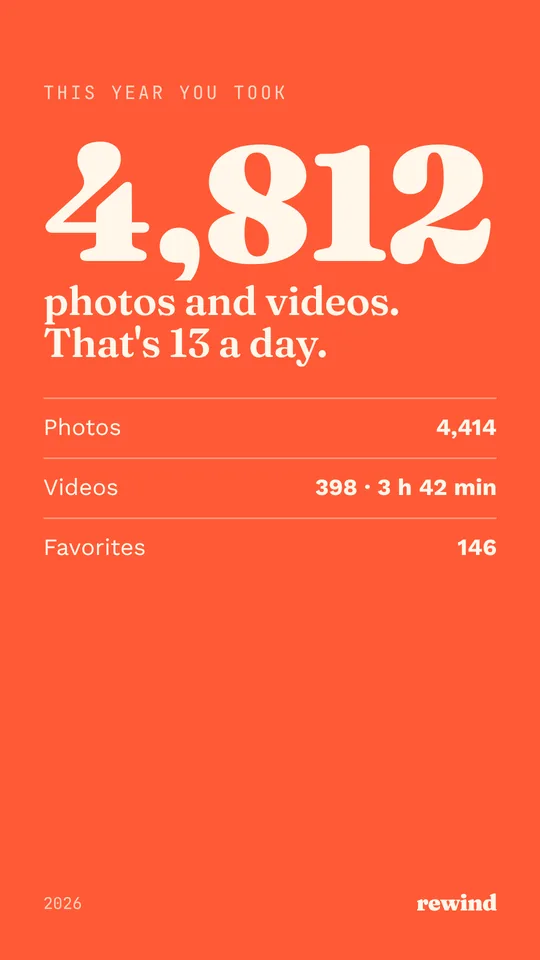 THIS YEAR YOU TOOK
4,812
photos and videos.
That's 13 a day.
Photos 4,414
Videos 398 · 3 h 42 min
Favorites 146
2026 rewind